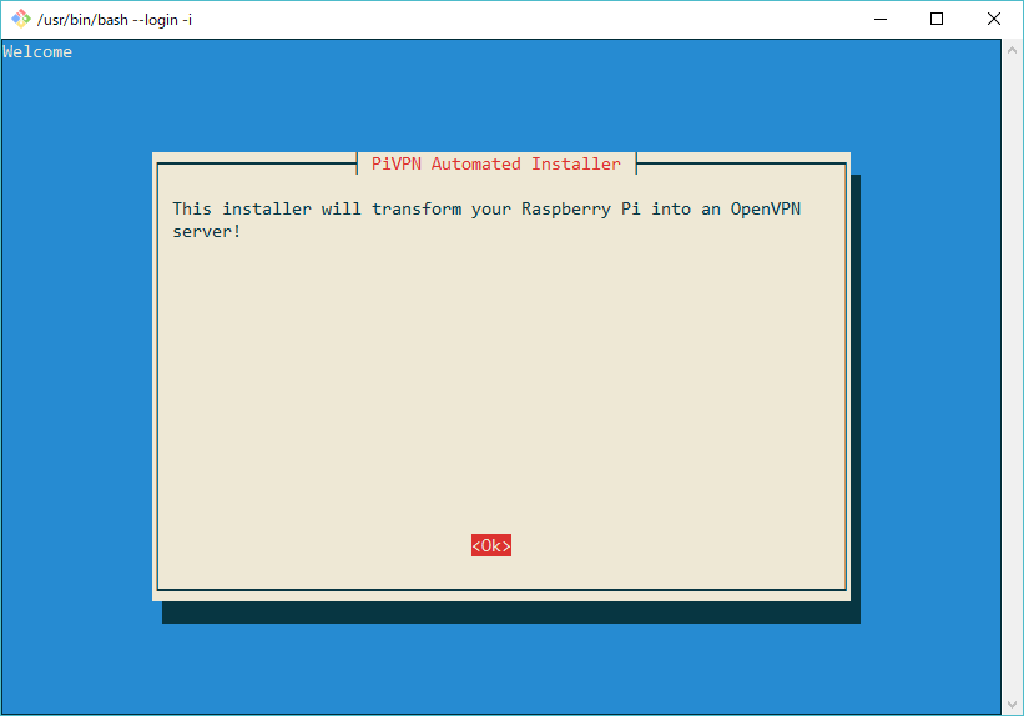 /usr/bin/bash --login -i
Welcome
PiVPN Automated Installer
This installer will transform your Raspberry Pi into an OpenVPN
server!
<Ok>